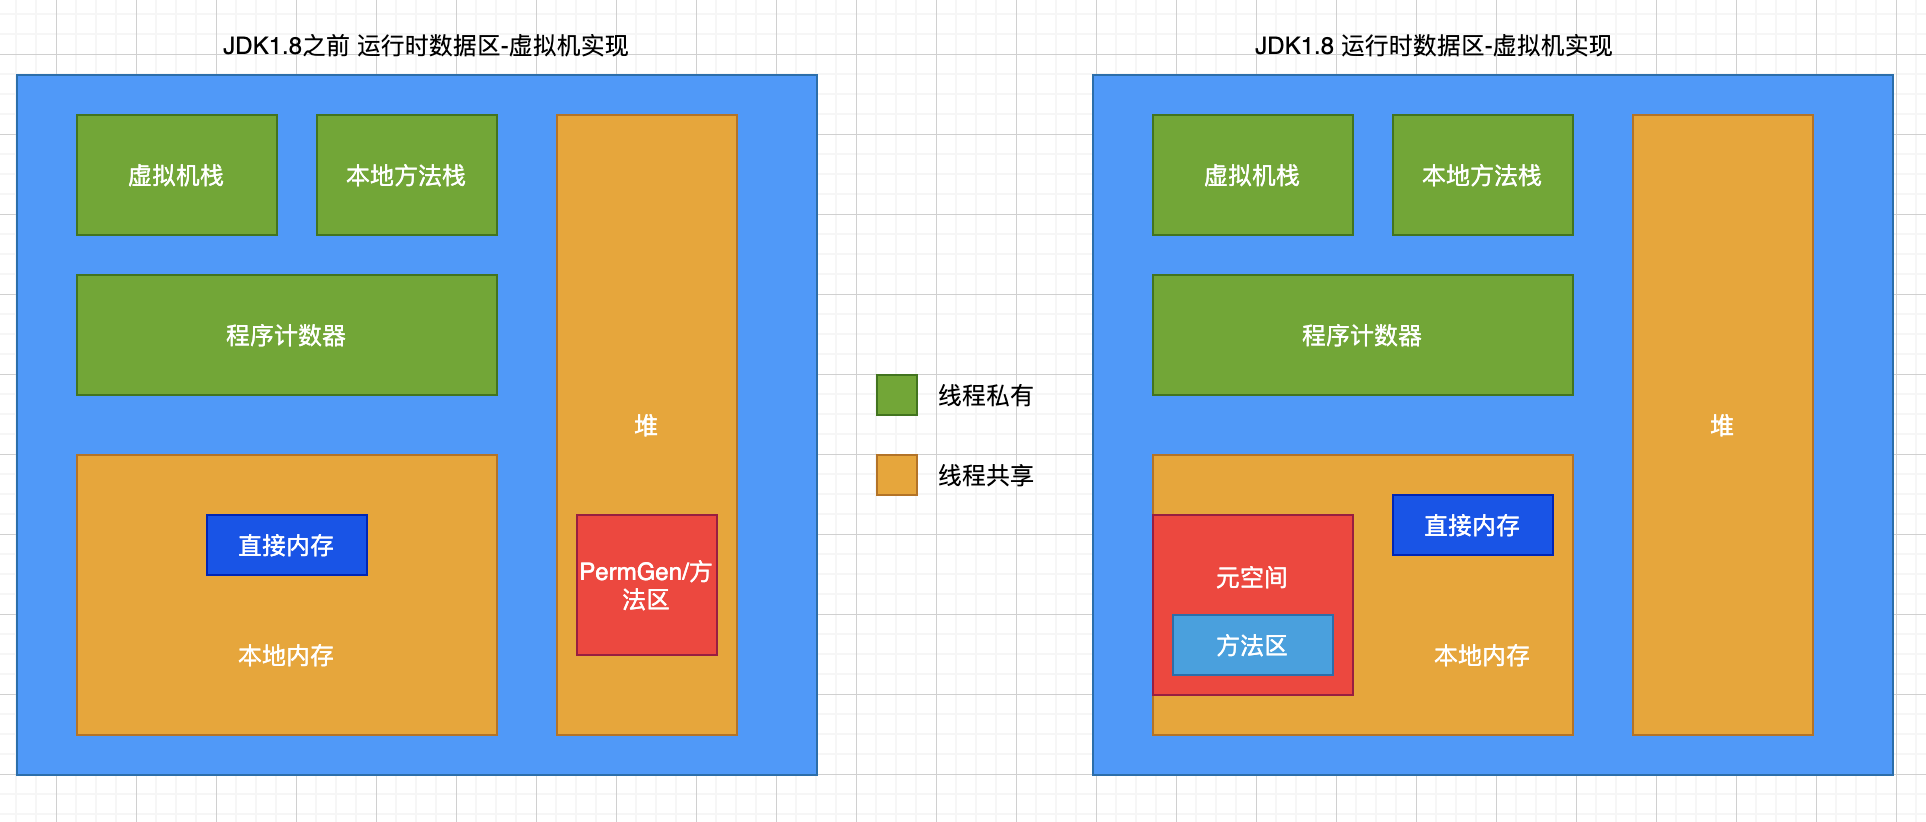 JDK1.8之前 运行时数据区-虚拟机实现
虚拟机栈
本地方法栈
程序计数器
堆
直接内存
PermGen/方
法区
本地内存
线程私有
线程共享
JDK1.8 运行时数据区-虚拟机实现
虚拟机栈
本地方法栈
程序计数器
堆
直接内存
元空间
方法区
本地内存